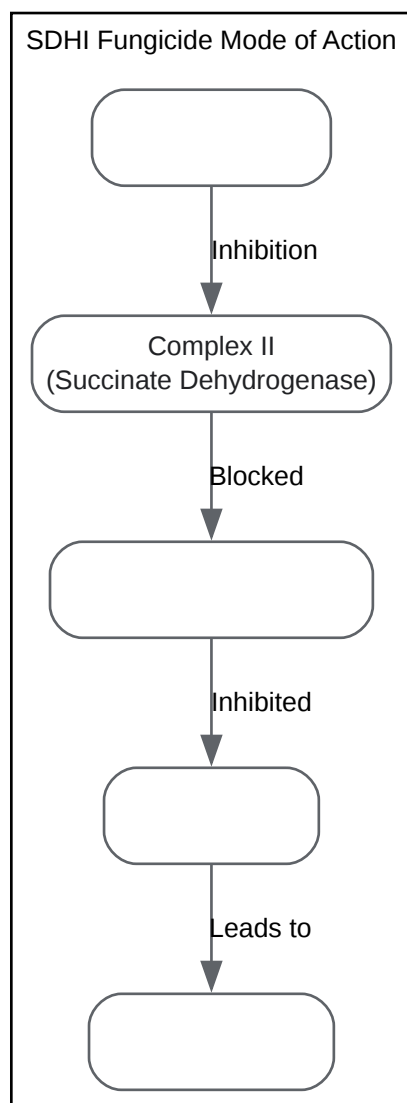 SDHI Fungicide Mode of Action
Inhibition
Complex II
(Succinate Dehydrogenase)
Blocked
Inhibited
Leads to